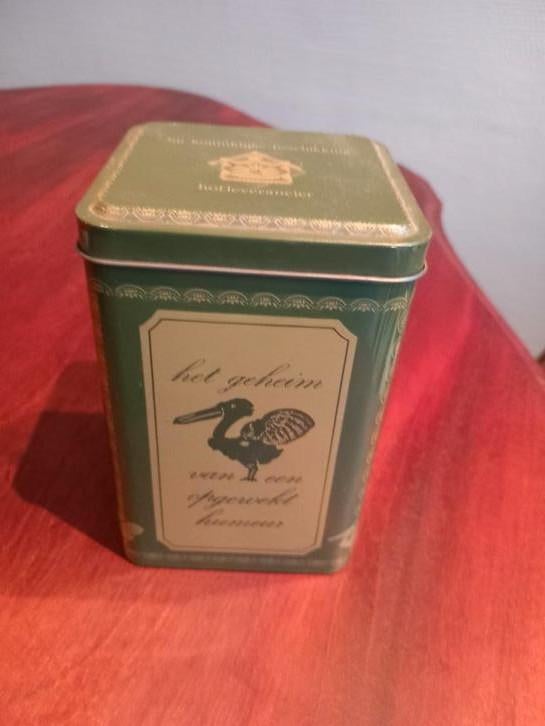 bij koninklijke beschikking
hofleverancier
het geheim
van een
opgewekt
humeur